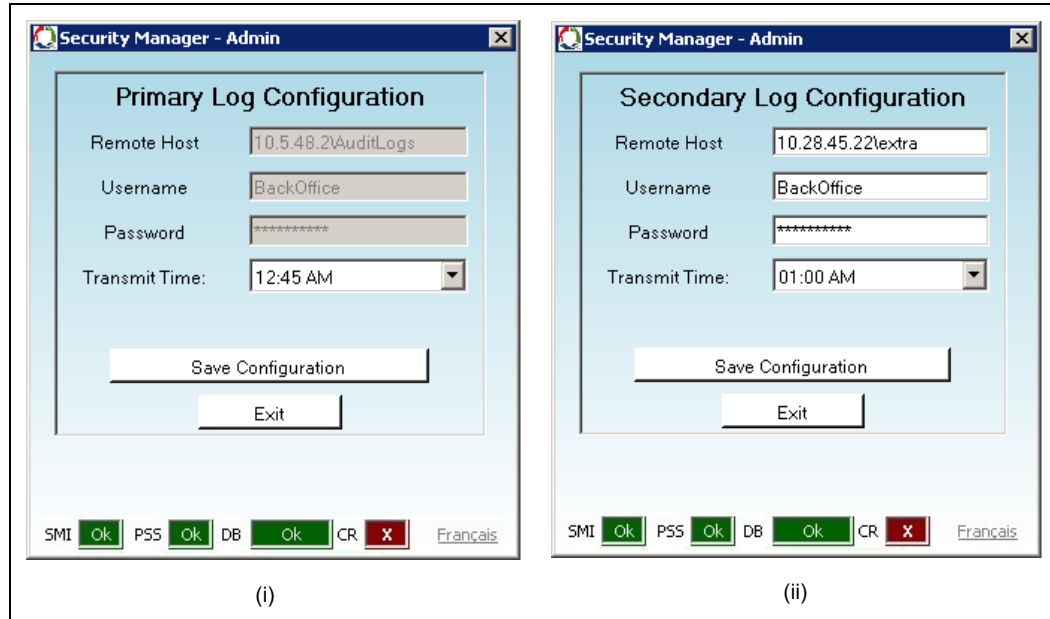 Security Manager - Admin
Primary Log Configuration
Remote Host 10.5.48.2\AuditLogs
Username BackOffice
Password **********
Transmit Time: 12:45 AM
Save Configuration
Exit
SMI Ok PSS Ok DB Ok CR X Français
(i)
Security Manager - Admin
Secondary Log Configuration
Remote Host 10.28.45.22\extra
Username BackOffice
Password **********
Transmit Time: 01:00 AM
Save Configuration
Exit
SMI Ok PSS Ok DB Ok CR X Français
(ii)